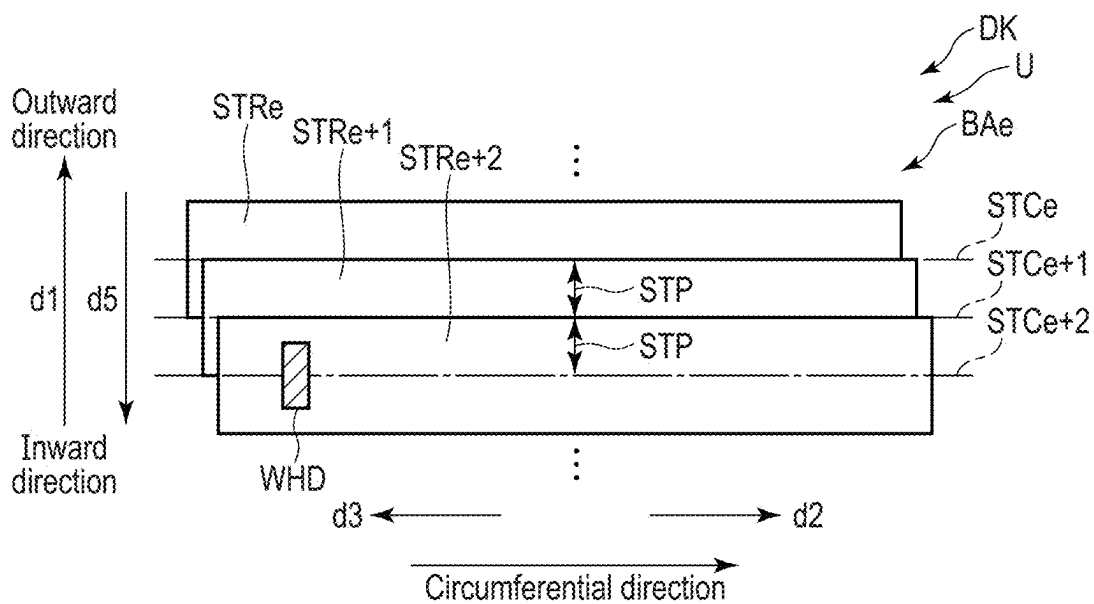 DK
U
BAe
Outward
direction
STRe
STRe+1
STRe+2
STCe
STCe+1
STCe+2
d1
d5
STP
STP
Inward
direction
WHD
d3
d2
Circumferential direction